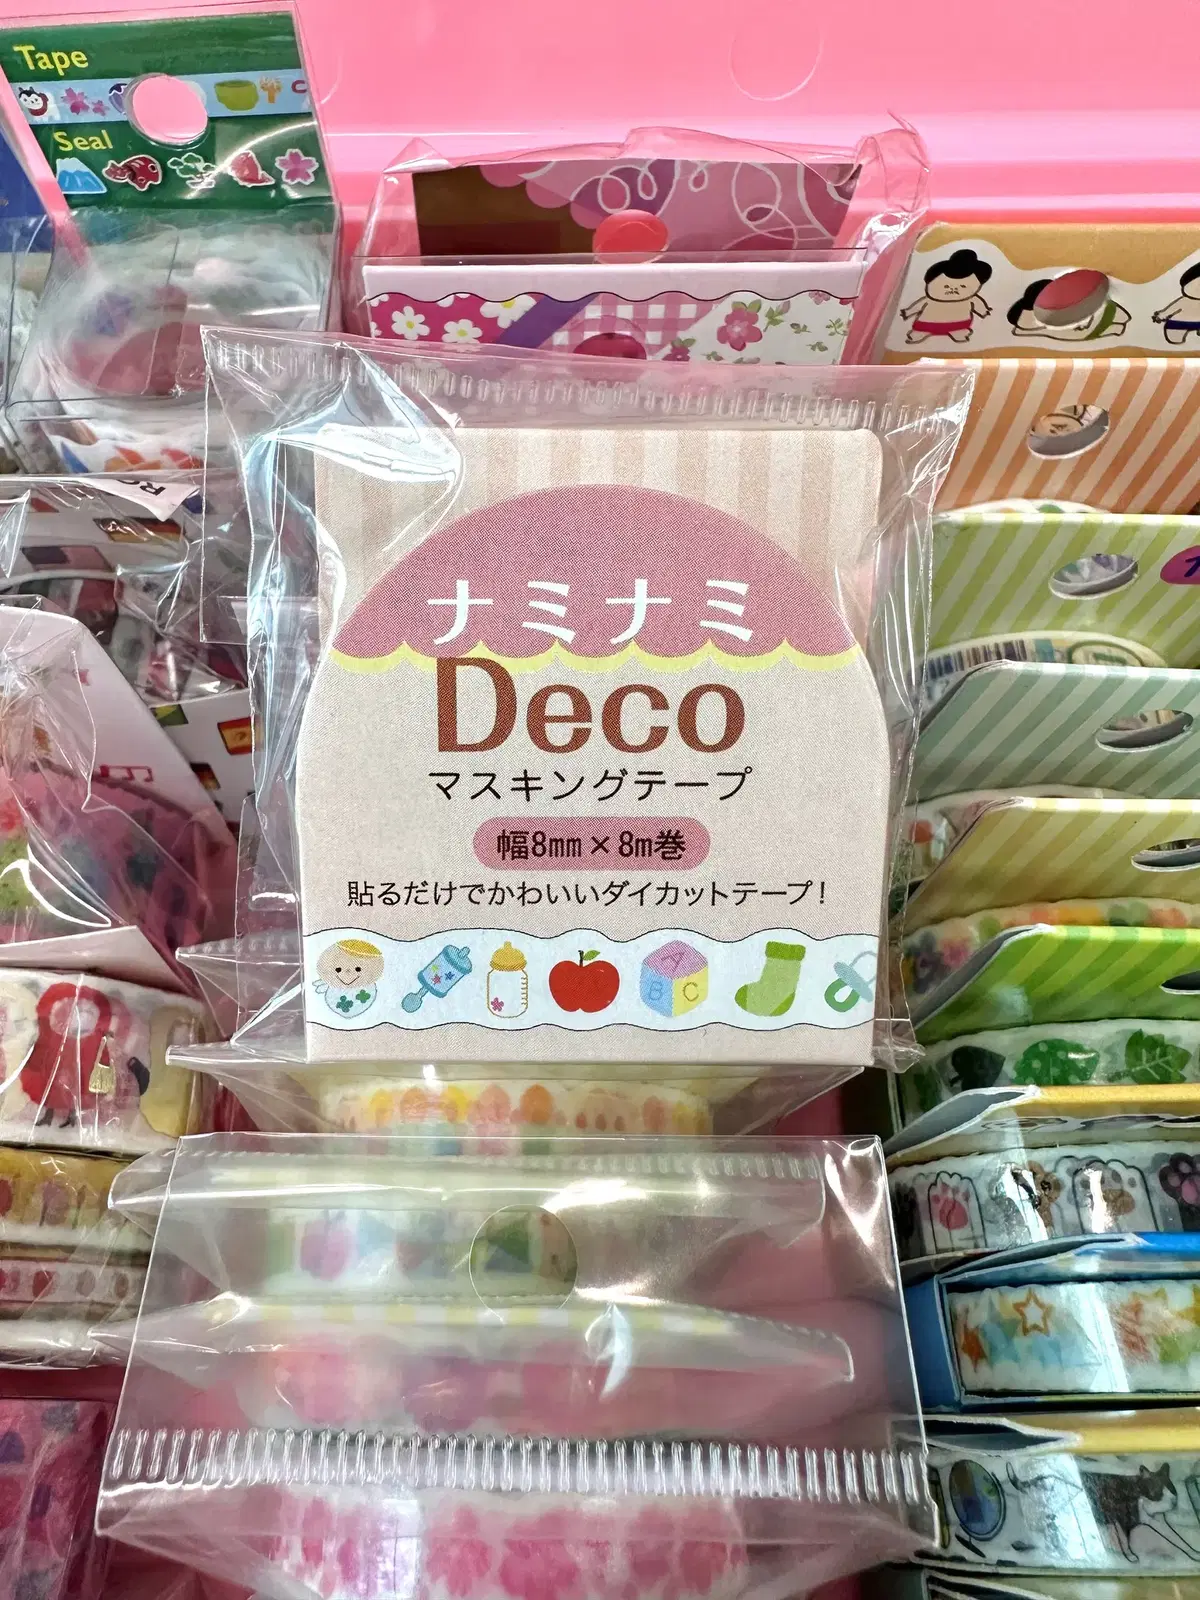 Tape
Seal
ナミナミ
Deco
マスキングテープ
幅8mm×8m巻
貼るだけでかわいいダイカットテープ!
A
B C